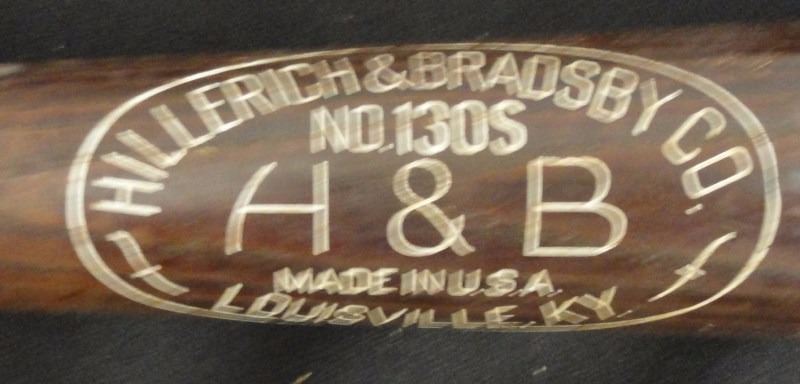 HILLERICH & BRADSBY CO.
NO. 130S
H & B
MADE IN U.S.A.
LOUISVILLE, KY.